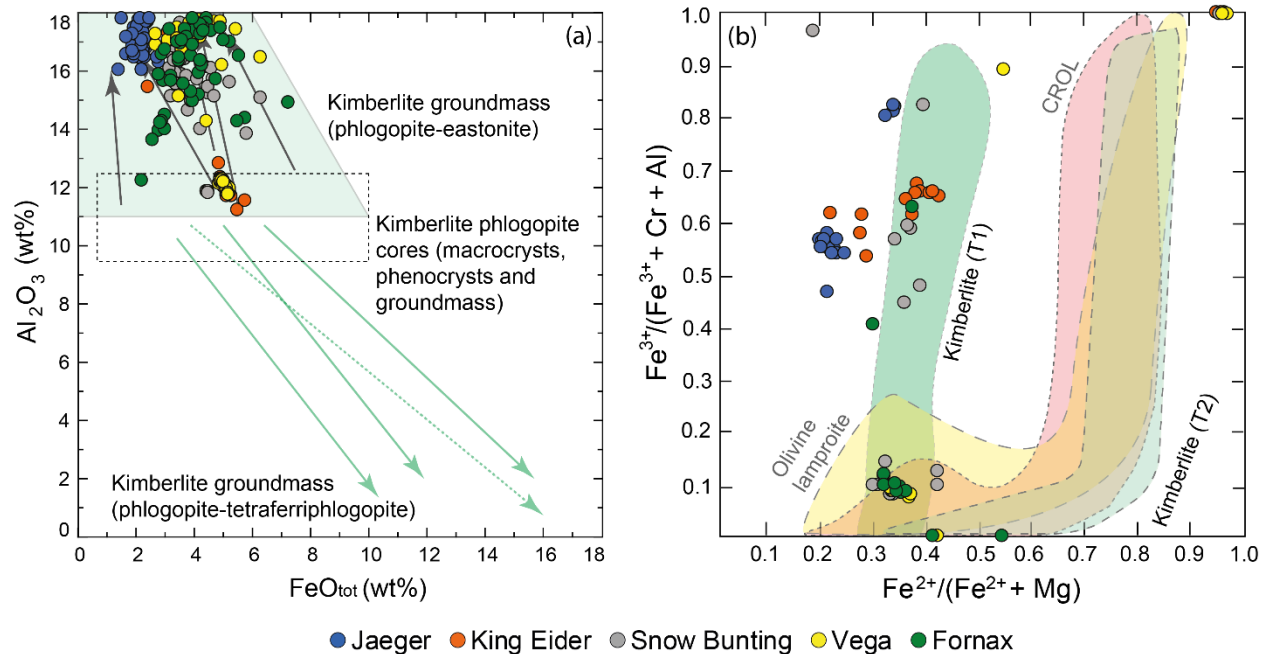 (a)
Kimberlite groundmass
(phlogopite-eastonite)
Kimberlite phlogopite
cores (macrocrysts,
phenocrysts and
groundmass)
Kimberlite groundmass
(phlogopite-tetraferriphlogopite)
Al2O3 (wt%)
18
16
14
12
10
8
6
4
2
0
0 2 4 6 8 10 12 14 16 18
FeOtot (wt%)
(b)
CROL
Kimberlite (T1)
Olivine
lamproite
Kimberlite (T2)
Fe3+/(Fe3+ + Cr + Al)
1.0
0.9
0.8
0.7
0.6
0.5
0.4
0.3
0.2
0.1
0.1 0.2 0.3 0.4 0.5 0.6 0.7 0.8 0.9 1.0
Fe2+/(Fe2+ + Mg)
Jaeger King Eider Snow Bunting Vega Fornax